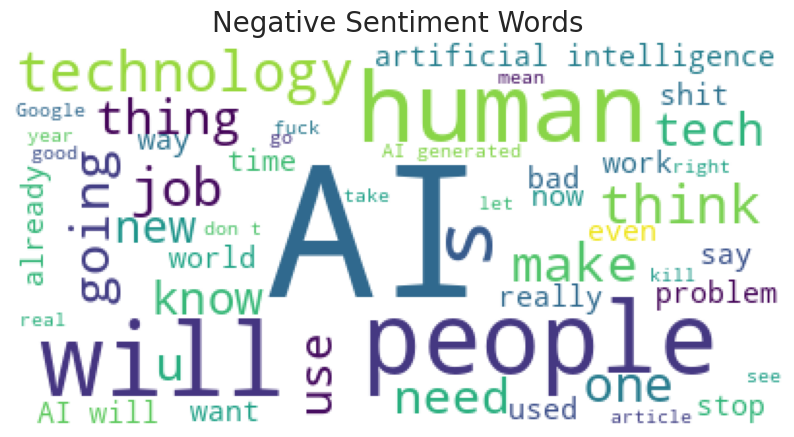 Negative Sentiment Words
technology
artificial intelligence
mean
human
Google
thing
shit
tech
year
way
fuck
go
good
time
AI generated
work
right
going
job
AI
take
bad
now
think
already
new
don t
s
let
even
world
make
say
know
really
kill
problem
real
will
u
use
people
need
one
see
AI will
want
used
article
stop